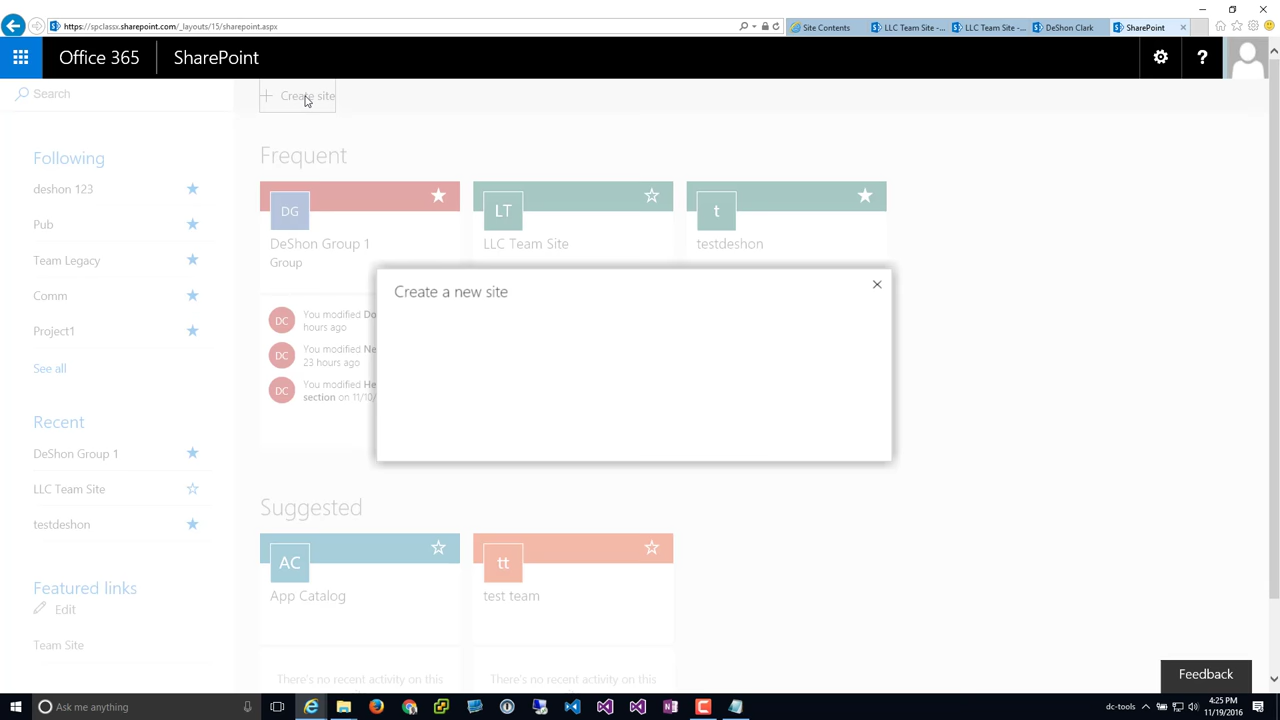 https://spclassx.sharepoint.com/_layouts/15/sharepoint.aspx
Site Contents
LLC Team Site -...
LLC Team Site -...
DeShon Clark
SharePoint
Office 365
SharePoint
Search
Create site
Following
deshon 123
Pub
Team Legacy
Comm
Project1
See all
Recent
DeShon Group 1
LLC Team Site
testdeshon
Featured links
Edit
Team Site
Frequent
DG
DeShon Group 1
Group
LT
LLC Team Site
t
testdeshon
DC
You modified Do
hours ago
DC
You modified Ne
23 hours ago
DC
You modified He
section on 11/10/
Create a new site
Suggested
AC
App Catalog
There's no recent activity on this
tt
test team
There's no recent activity on this
Feedback
Ask me anything
dc-tools
4:25 PM
11/19/2016